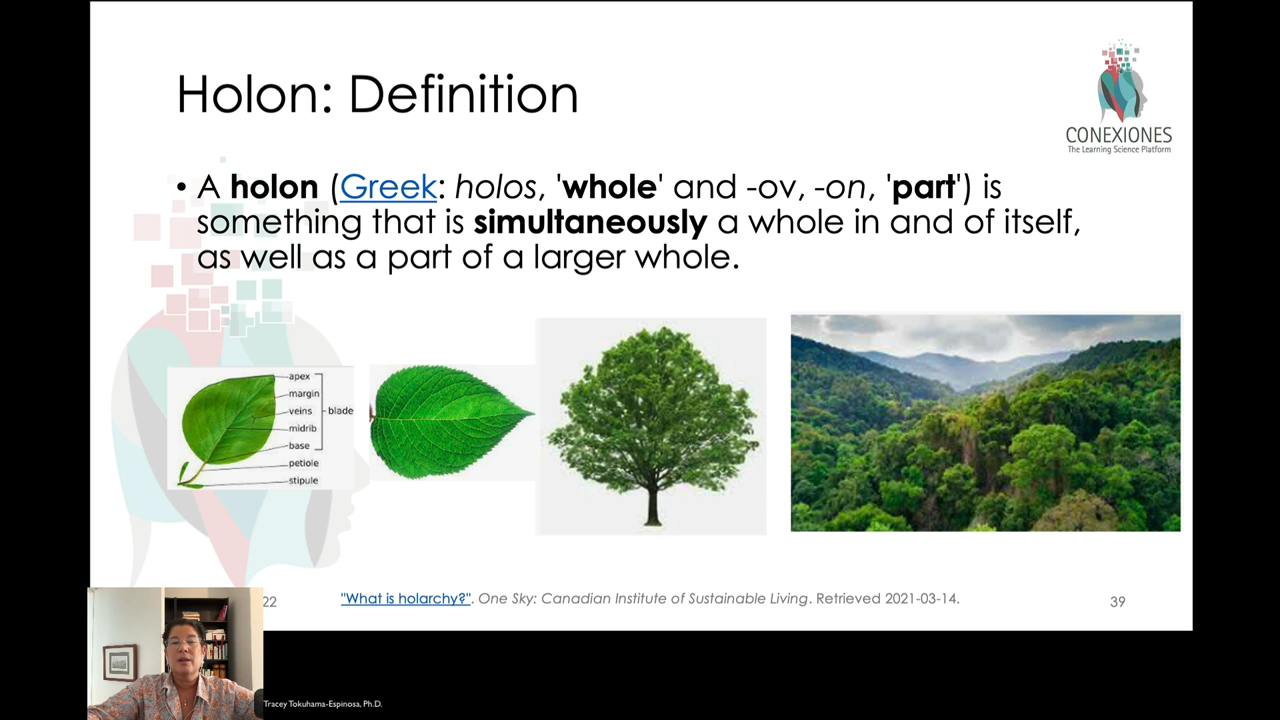 Holon: Definition
CONEXIONES
The Learning Science Platform
• A holon (Greek: holos, 'whole' and -ov, -on, 'part') is
something that is simultaneously a whole in and of itself,
as well as a part of a larger whole.
apex
margin
veins
blade
midrib
base
petiole
stipule
22
"What is holarchy?". One Sky: Canadian Institute of Sustainable Living. Retrieved 2021-03-14.
39
Tracey Tokuhama-Espinosa, Ph.D.